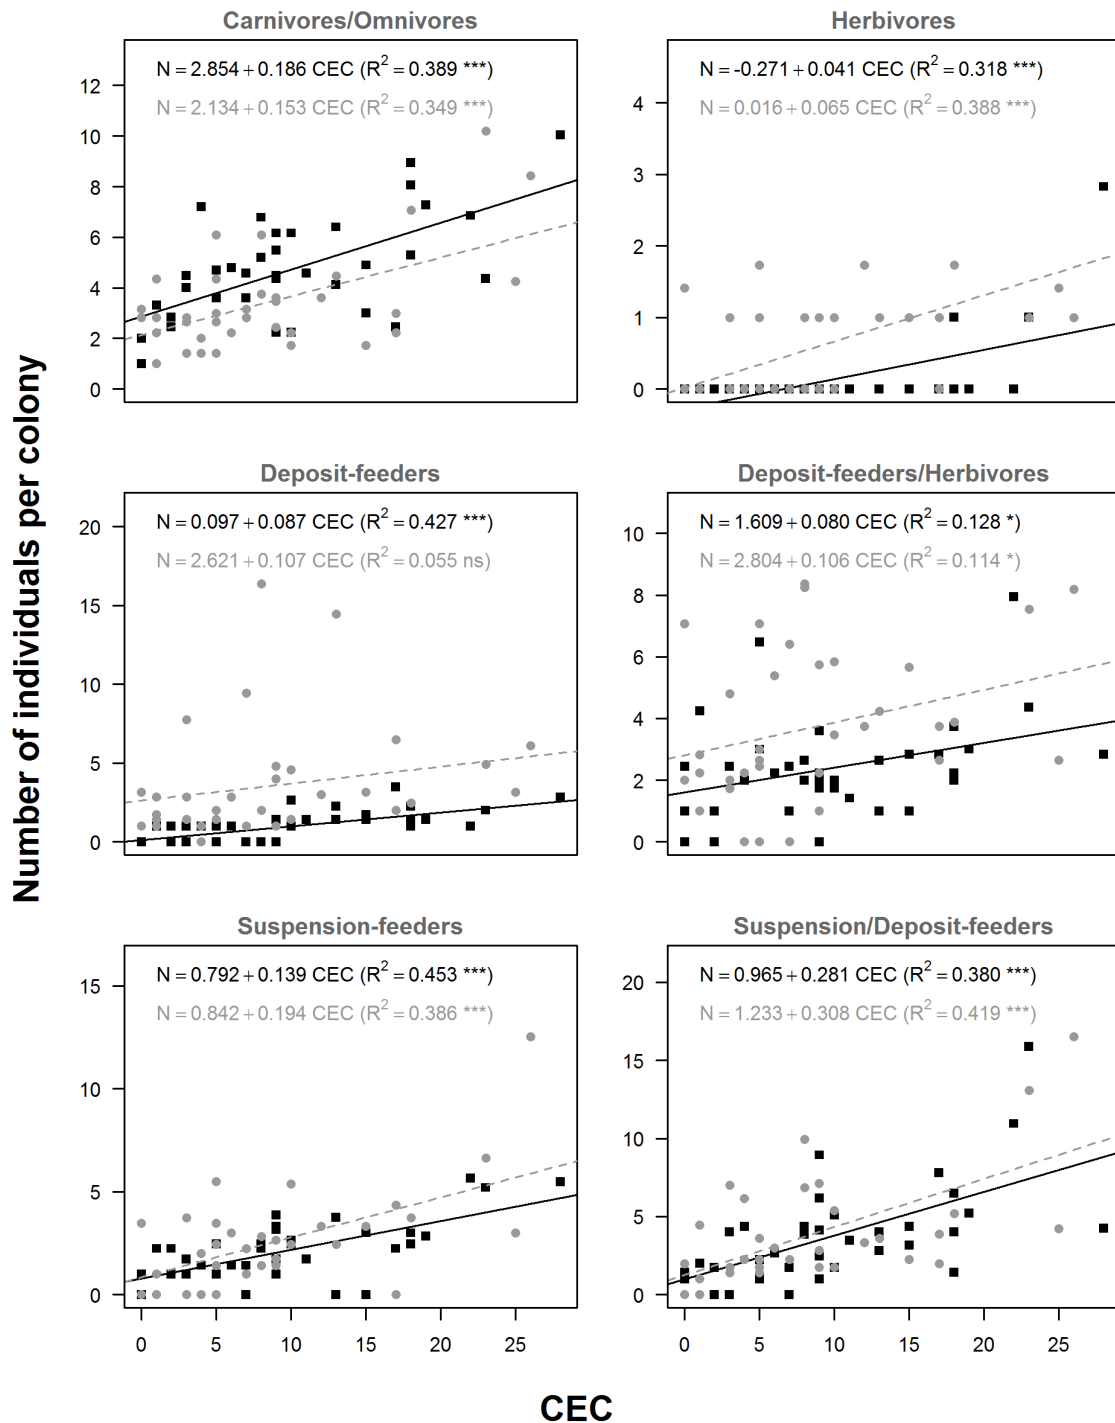 Carnivores/Omnivores
N = 2.854 + 0.186 CEC (R² = 0.389 ***)
N = 2.134 + 0.153 CEC (R² = 0.349 ***)
12
10
8
6
4
2
0
Herbivores
N = -0.271 + 0.041 CEC (R² = 0.318 ***)
N = 0.016 + 0.065 CEC (R² = 0.388 ***)
4
3
2
1
0
Number of individuals per colony
Deposit-feeders
N = 0.097 + 0.087 CEC (R² = 0.427 ***)
N = 2.621 + 0.107 CEC (R² = 0.055 ns)
20
15
10
5
0
Deposit-feeders/Herbivores
N = 1.609 + 0.080 CEC (R² = 0.128 *)
N = 2.804 + 0.106 CEC (R² = 0.114 *)
10
8
6
4
2
0
Suspension-feeders
N = 0.792 + 0.139 CEC (R² = 0.453 ***)
N = 0.842 + 0.194 CEC (R² = 0.386 ***)
15
10
5
0
0 5 10 15 20 25
Suspension/Deposit-feeders
N = 0.965 + 0.281 CEC (R² = 0.380 ***)
N = 1.233 + 0.308 CEC (R² = 0.419 ***)
20
15
10
5
0
0 5 10 15 20 25
CEC